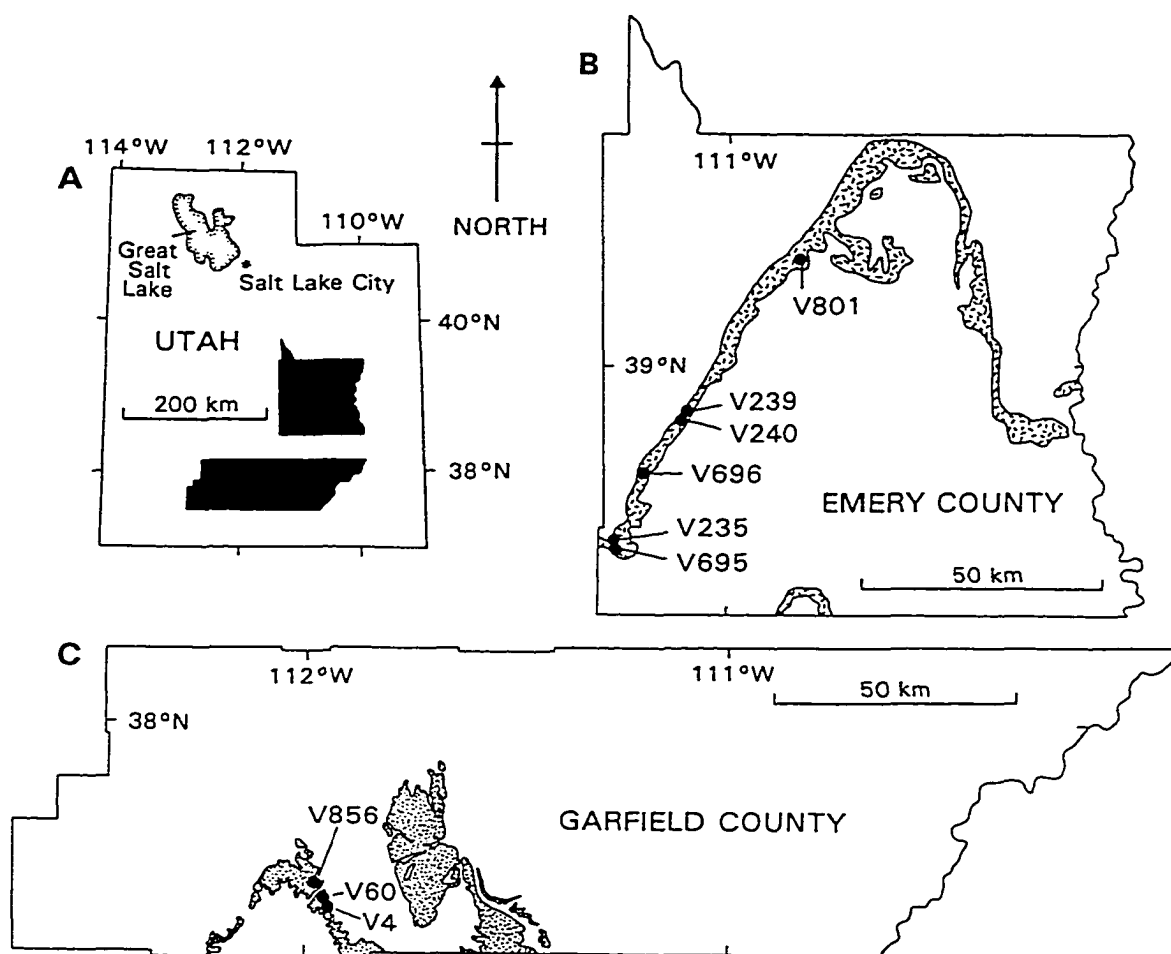 A
114°W
112°W
110°W
Great
Salt
Lake
Salt Lake City
UTAH
40°N
200 km
38°N
NORTH
B
111°W
V801
39°N
V239
V240
V696
EMERY COUNTY
V235
V695
50 km
C
112°W
111°W
50 km
38°N
V856
GARFIELD COUNTY
V60
V4